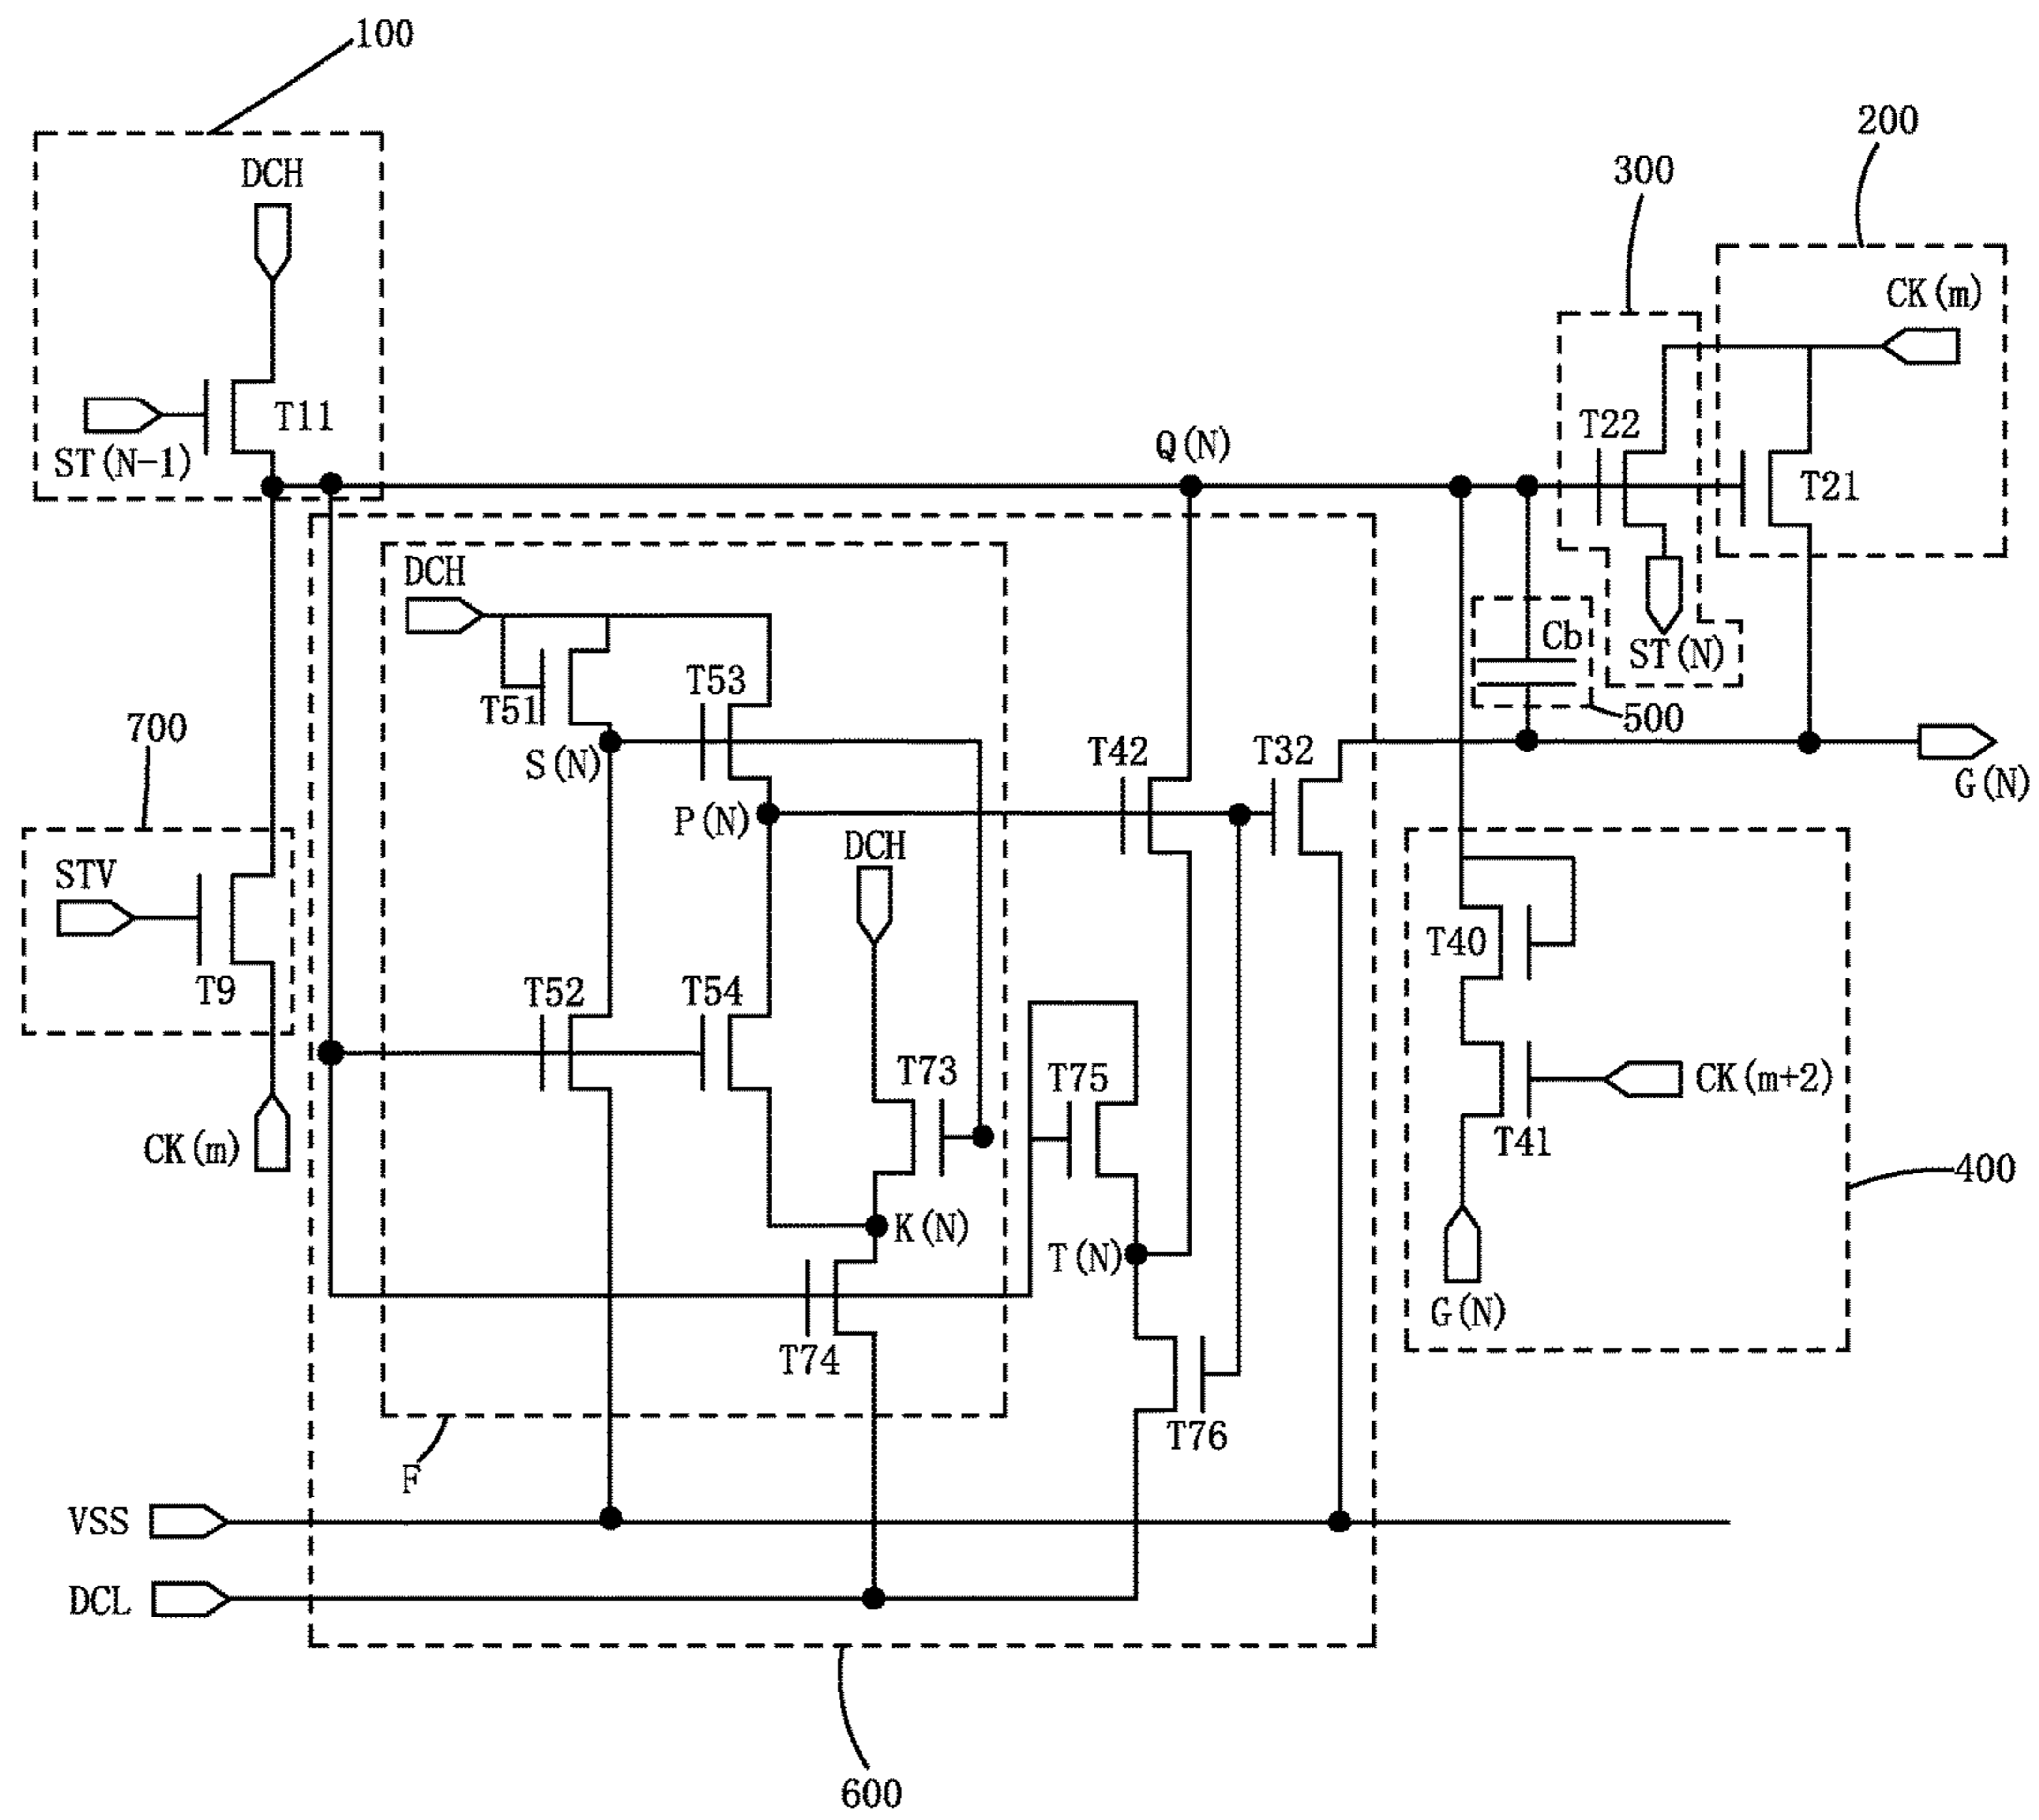 100
DCH
T11
ST(N-1)
200
300
CK(m)
Q(N)
T22
T21
DCH
Cb
ST(N)
T51
T53
500
700
S(N)
T42
T32
G(N)
P(N)
STV
DCH
T40
T9
T52
T54
T73
T75
CK(m+2)
CK(m)
T41
400
K(N)
T(N)
G(N)
T74
T76
F
VSS
DCL
600